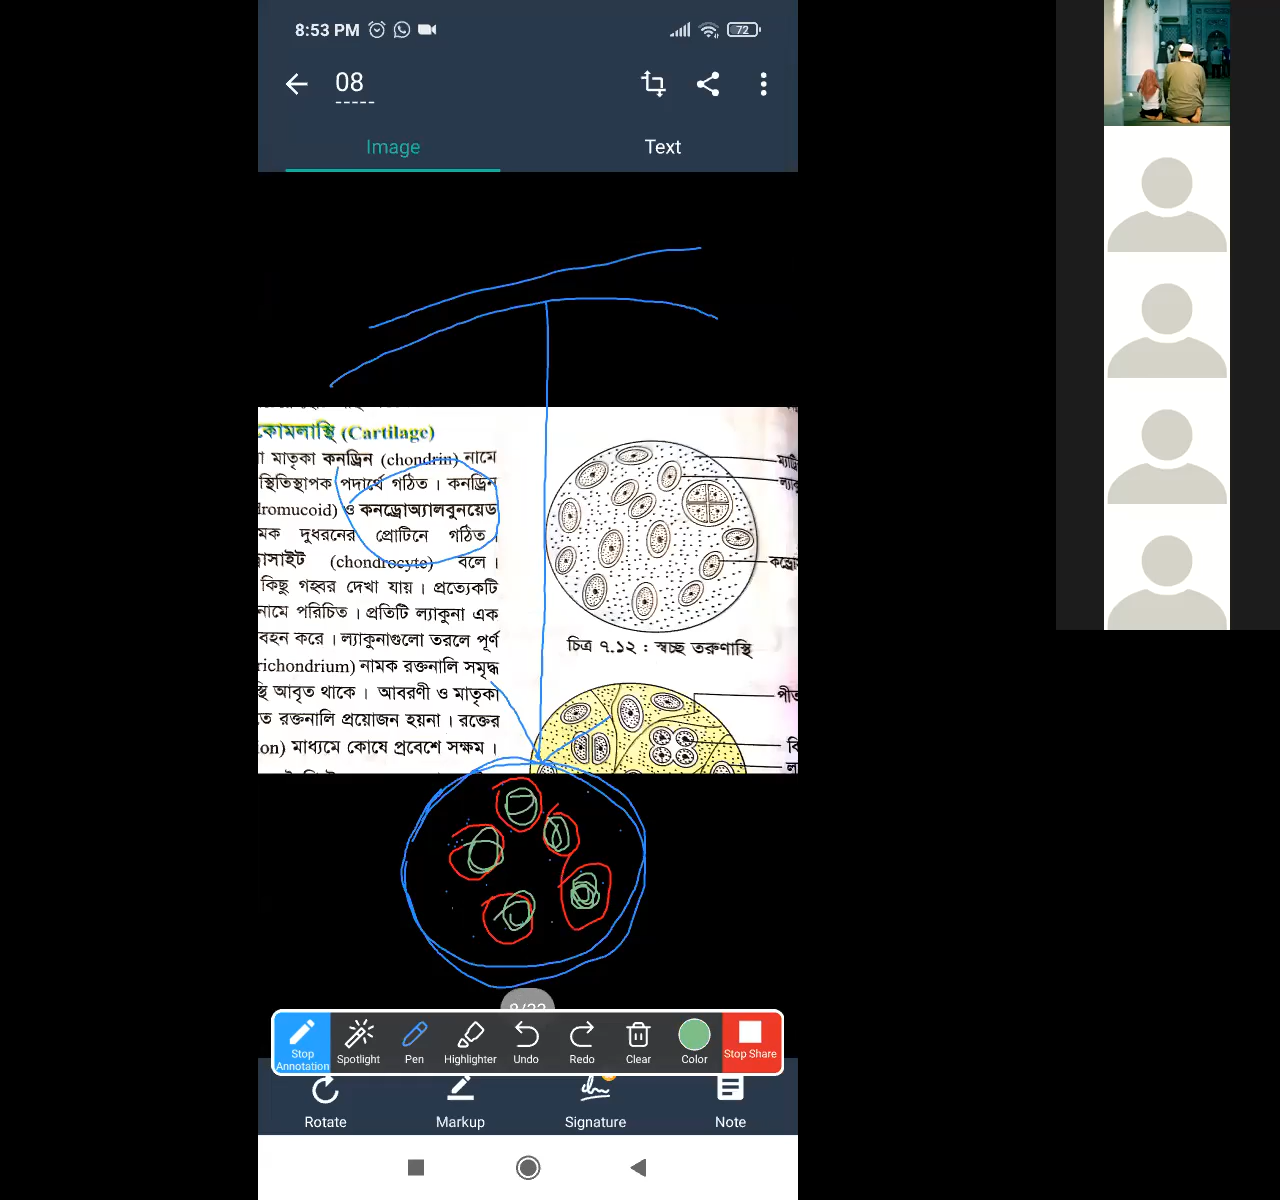 8:53 PM
72
08
Image
Text
কোমলাস্থি (Cartilage)
মাতৃকা কনড্রিন (chondrin) নামে
স্থিতিস্থাপক পদার্থে গঠিত। কনড্রিন
dromucoid) ও কনড্রোঅ্যালবুনয়েড
মক দুধরনের প্রোটিনে গঠিত।
(chondrocyte) বলে।
কিছু গহ্বর দেখা যায়। প্রত্যেকটি
নামে পরিচিত। প্রতিটি ল্যাকুনা এক
বহন করে। ল্যাকুনাগুলো তরলে পূর্ণ
richondrium) নামক রক্তনালি সমৃদ্ধ
স্থি আবৃত থাকে। আবরণী ও মাতৃকা
তে রক্তনালি প্রয়োজন হয়না। রক্তের
ion) মাধ্যমে কোষে প্রবেশে সক্ষম।
চিত্র ৭.১২ : স্বচ্ছ তরুণাস্থি
Stop Annotation
Spotlight
Pen
Highlighter
Undo
Redo
Clear
Color
Stop Share
Rotate
Markup
Signature
Note